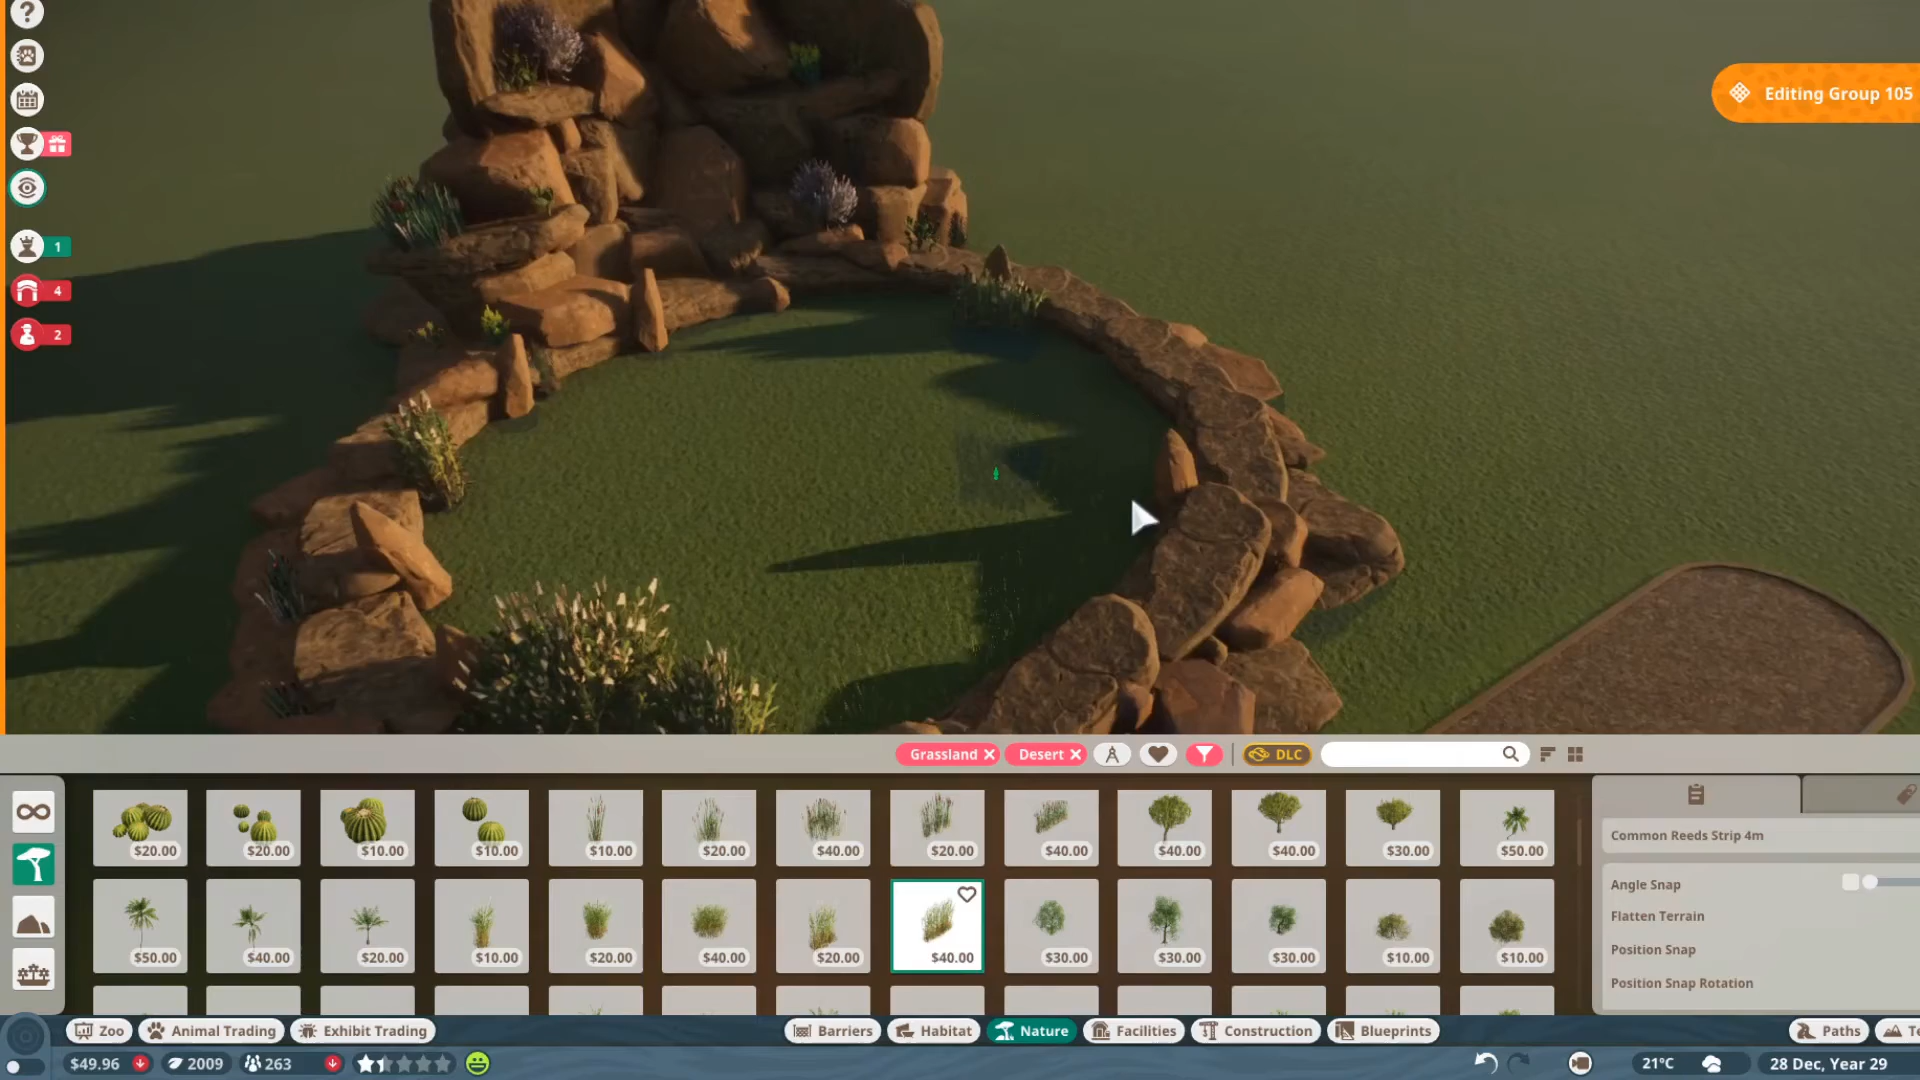 ?
Editing Group 105
1
4
2
Grassland ✕ Desert ✕ DLC
$20.00 $20.00 $10.00 $10.00 $10.00 $20.00 $40.00 $20.00 $40.00 $40.00 $40.00 $30.00 $50.00
$50.00 $40.00 $20.00 $10.00 $20.00 $40.00 $20.00 $40.00 $30.00 $30.00 $30.00 $10.00 $10.00
Common Reeds Strip 4m
Angle Snap
Flatten Terrain
Position Snap
Position Snap Rotation
Zoo Animal Trading Exhibit Trading Barriers Habitat Nature Facilities Construction Blueprints Paths Te
$49.96 2009 263 21°C 28 Dec, Year 29